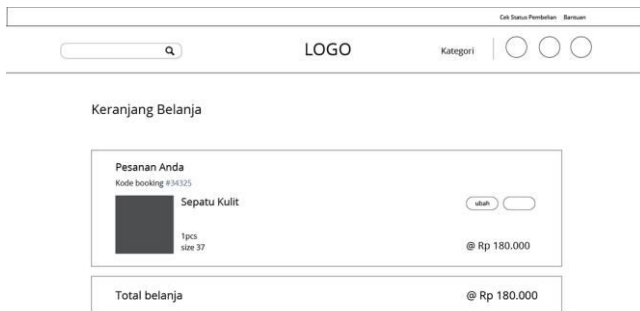 Cek Status Pembelian Bantuan
LOGO
Kategori
Keranjang Belanja
Pesanan Anda
Kode booking #34325
Sepatu Kulit
ubah
1pcs
size 37
@ Rp 180.000
Total belanja
@ Rp 180.000